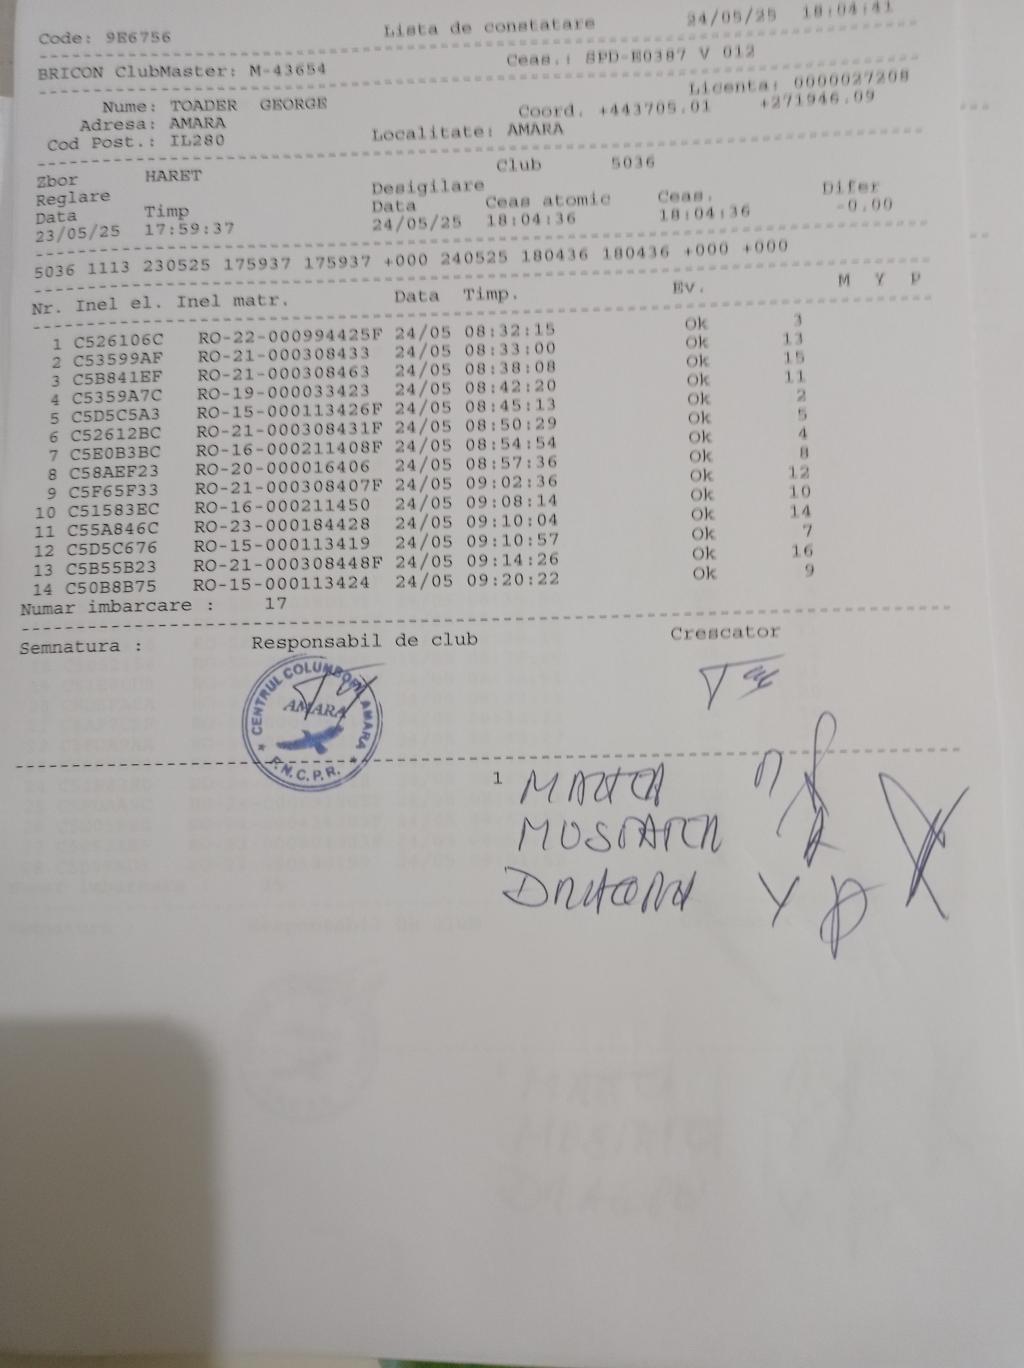 Code: 9E6756 Lista de constatare 24/05/25 18:04:41
BRICON ClubMaster: M-43654 Ceas.: SPD-E0387 V 012
Licenta: 0000027208
Nume: TOADER GEORGE Coord. +443705.01 +271946.09
Adresa: AMARA
Cod Post.: IL280 Localitate: AMARA
Zbor HARET Club 5036
Reglare Desigilare
Data Timp Data Ceas atomic Ceas. Difer
23/05/25 17:59:37 24/05/25 18:04:36 18:04:36 -0.00
5036 1113 230525 175937 175937 +000 240525 180436 180436 +000 +000
Nr. Inel el. Inel matr. Data Timp. Ev. M Y P
1 C526106C RO-22-000994425F 24/05 08:32:15 Ok 3
2 C53599AF RO-21-000308433 24/05 08:33:00 Ok 13
3 C5B841EF RO-21-000308463 24/05 08:38:08 Ok 15
4 C5359A7C RO-19-000033423 24/05 08:42:20 Ok 11
5 C5D5C5A3 RO-15-000113426F 24/05 08:45:13 Ok 2
6 C52612BC RO-21-000308431F 24/05 08:50:29 Ok 5
7 C5E0B3BC RO-16-000211408F 24/05 08:54:54 Ok 4
8 C58AEF23 RO-20-000016406 24/05 08:57:36 Ok 8
9 C5F65F33 RO-21-000308407F 24/05 09:02:36 Ok 12
10 C51583EC RO-16-000211450 24/05 09:08:14 Ok 10
11 C55A846C RO-23-000184428 24/05 09:10:04 Ok 14
12 C5D5C676 RO-15-000113419 24/05 09:10:57 Ok 7
13 C5B55B23 RO-21-000308448F 24/05 09:14:26 Ok 16
14 C50B8B75 RO-15-000113424 24/05 09:20:22 Ok 9
Numar imbarcare : 17
Semnatura : Responsabil de club Crescator
CENTRUL COLUMBOFIL AMARA
AMARA
F.N.C.P.R.
1